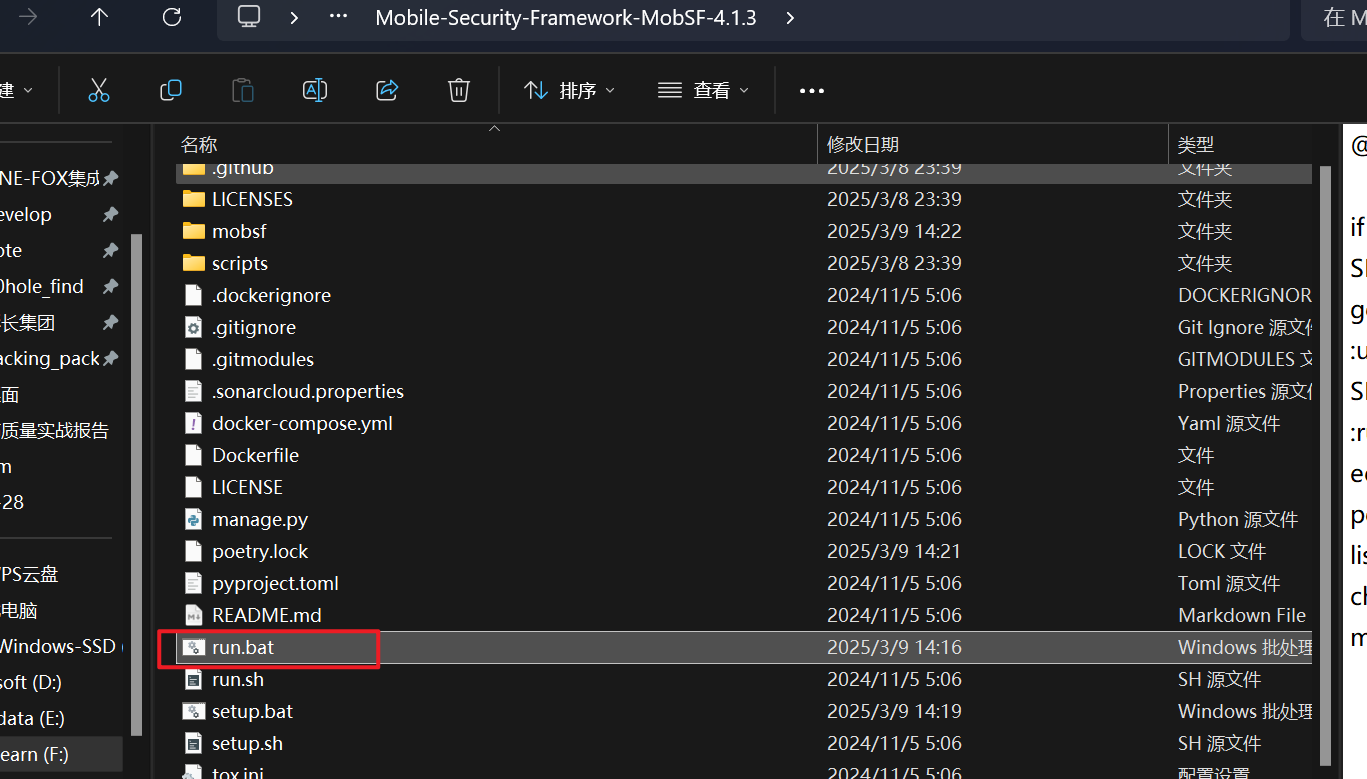 Mobile-Security-Framework-MobSF-4.1.3
在 M
建
排序
查看
名称 修改日期 类型
.github 2025/3/8 23:39 文件夹
LICENSES 2025/3/8 23:39 文件夹
mobsf 2025/3/9 14:22 文件夹
scripts 2025/3/8 23:39 文件夹
.dockerignore 2024/11/5 5:06 DOCKERIGNOR
.gitignore 2024/11/5 5:06 Git Ignore 源文件
.gitmodules 2024/11/5 5:06 GITMODULES 文
.sonarcloud.properties 2024/11/5 5:06 Properties 源文件
docker-compose.yml 2024/11/5 5:06 Yaml 源文件
Dockerfile 2024/11/5 5:06 文件
LICENSE 2024/11/5 5:06 文件
manage.py 2024/11/5 5:06 Python 源文件
poetry.lock 2025/3/9 14:21 LOCK 文件
pyproject.toml 2024/11/5 5:06 Toml 源文件
README.md 2024/11/5 5:06 Markdown File
run.bat 2025/3/9 14:16 Windows 批处理
run.sh 2024/11/5 5:06 SH 源文件
setup.bat 2025/3/9 14:19 Windows 批处理
setup.sh 2024/11/5 5:06 SH 源文件
tox.ini 2024/11/5 5:06 配置设置
NE-FOX集成
evelop
ote
0hole_find
长集团
acking_pack
面
质量实战报告
m
-28
PS云盘
电脑
Windows-SSD (
soft (D:)
data (E:)
earn (F:)
@
if
:u
:r
li
m